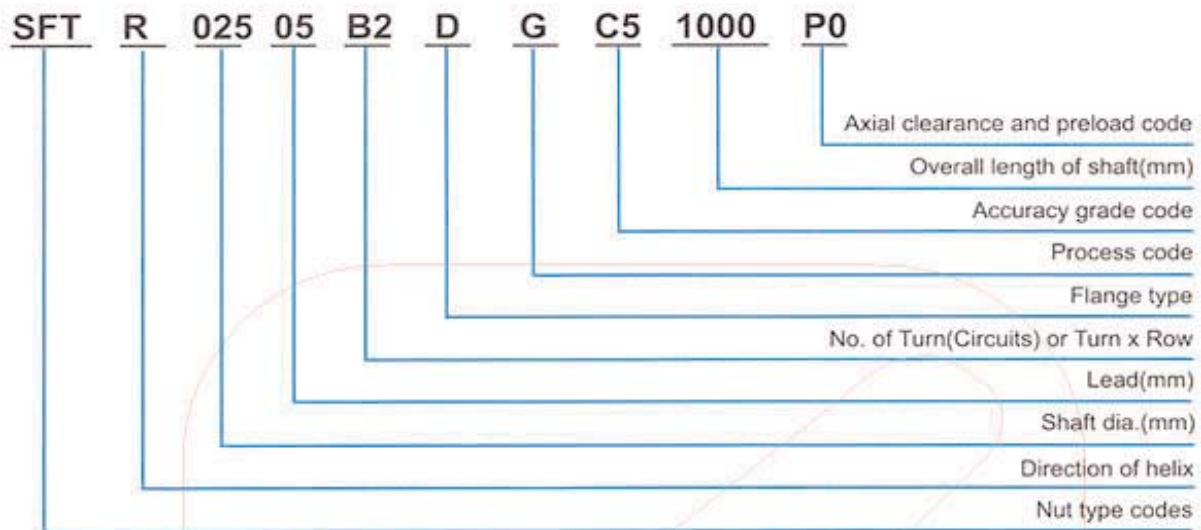 SFT R 025 05 B2 D G C5 1000 P0
Axial clearance and preload code
Overall length of shaft(mm)
Accuracy grade code
Process code
Flange type
No. of Turn(Circuits) or Turn x Row
Lead(mm)
Shaft dia.(mm)
Direction of helix
Nut type codes